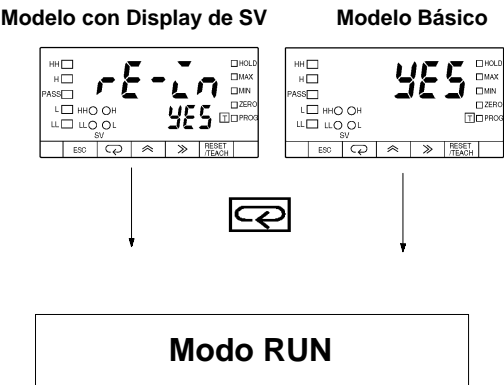 Modelo con Display de SV
Modelo Básico
HH
H
PASS
L
LL
HH H
LL L
SV
rE-in
YES
HOLD
MAX
MIN
ZERO
T PROG
ESC
RESET
/TEACH
HH
H
PASS
L
LL
HH H
LL L
SV
YES
HOLD
MAX
MIN
ZERO
T PROG
ESC
RESET
/TEACH
Modo RUN